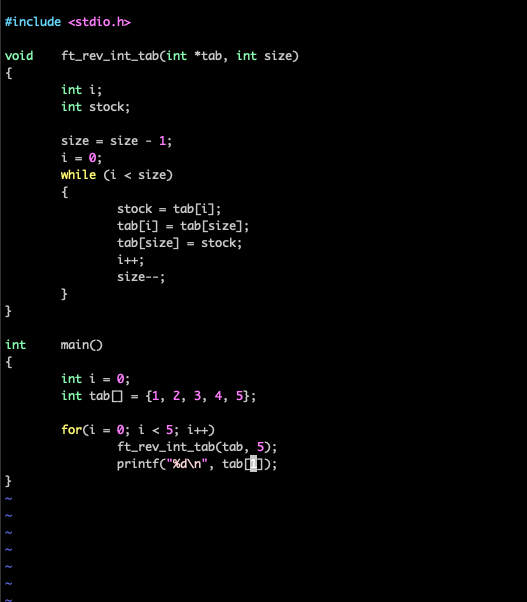 #include <stdio.h>

void    ft_rev_int_tab(int *tab, int size)
{
        int i;
        int stock;

        size = size - 1;
        i = 0;
        while (i < size)
        {
                stock = tab[i];
                tab[i] = tab[size];
                tab[size] = stock;
                i++;
                size--;
        }
}

int     main()
{
        int i = 0;
        int tab[] = {1, 2, 3, 4, 5};

        for(i = 0; i < 5; i++)
                ft_rev_int_tab(tab, 5);
                printf("%d\n", tab[i]);
}
~
~
~
~
~
~
~